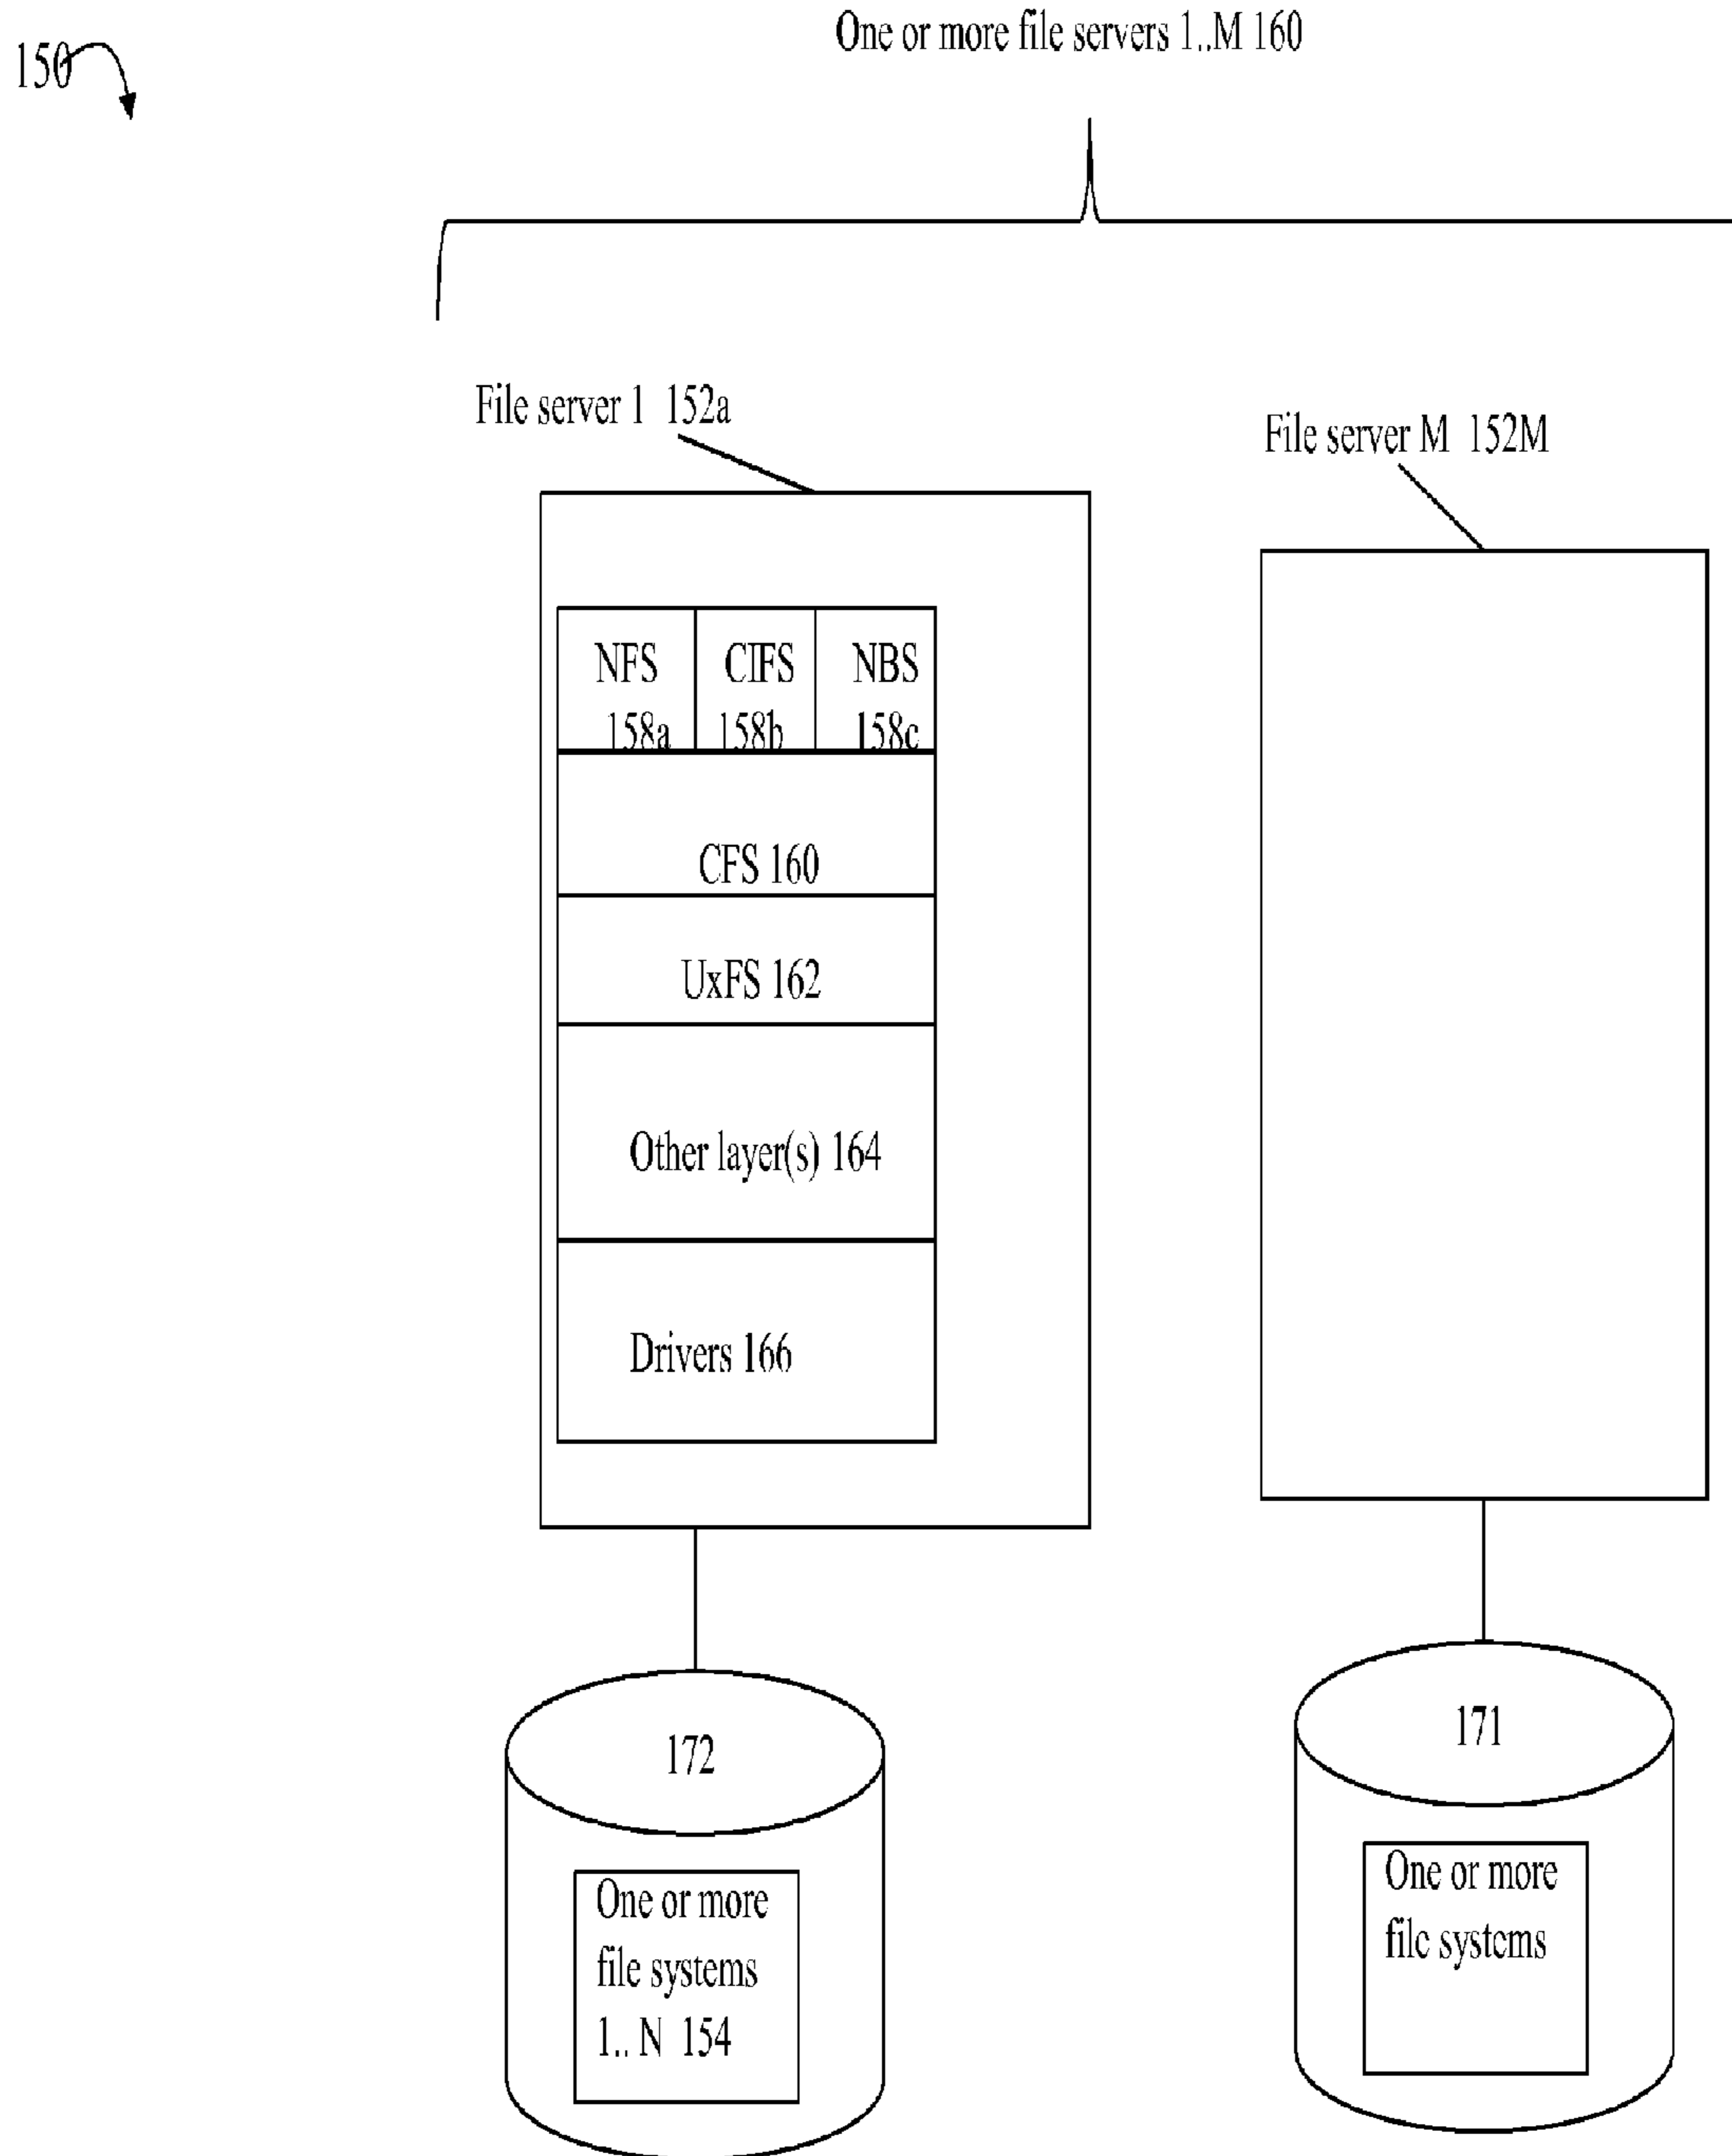 One or more file servers 1..M 160
150
File server 1 152a
File server M 152M
NFS CIFS NBS
158a 158b 158c
CFS 160
UxFS 162
Other layer(s) 164
Drivers 166
172
171
One or more
file systems
1.. N 154
One or more
file systems